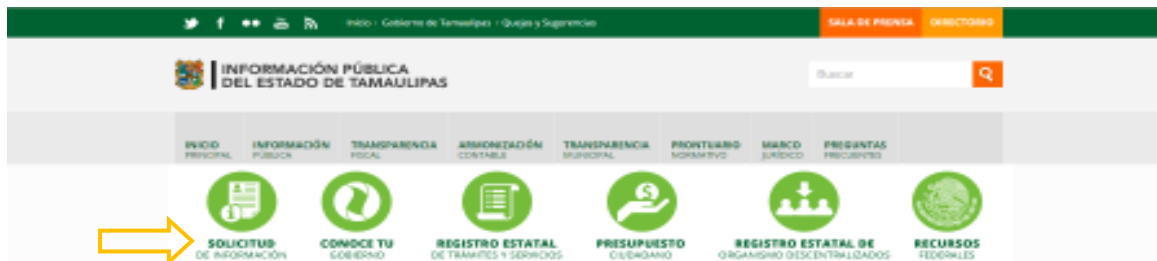 Inicio · Gobierno de Tamaulipas · Quejas y Sugerencias
SALA DE PRENSA DIRECTORIO
INFORMACIÓN PÚBLICA
DEL ESTADO DE TAMAULIPAS
Buscar
INICIO INFORMACIÓN TRANSPARENCIA ARMONIZACIÓN TRANSPARENCIA PRONTUARIO MARCO PREGUNTAS
PRINCIPAL PÚBLICA FISCAL CONTABLE MUNICIPAL NORMATIVO JURÍDICO FRECUENTES
SOLICITUD CONOCE TU REGISTRO ESTATAL PRESUPUESTO REGISTRO ESTATAL DE RECURSOS
DE INFORMACIÓN GOBIERNO DE TRÁMITES Y SERVICIOS CIUDADANO ORGANISMO DESCENTRALIZADOS FEDERALES